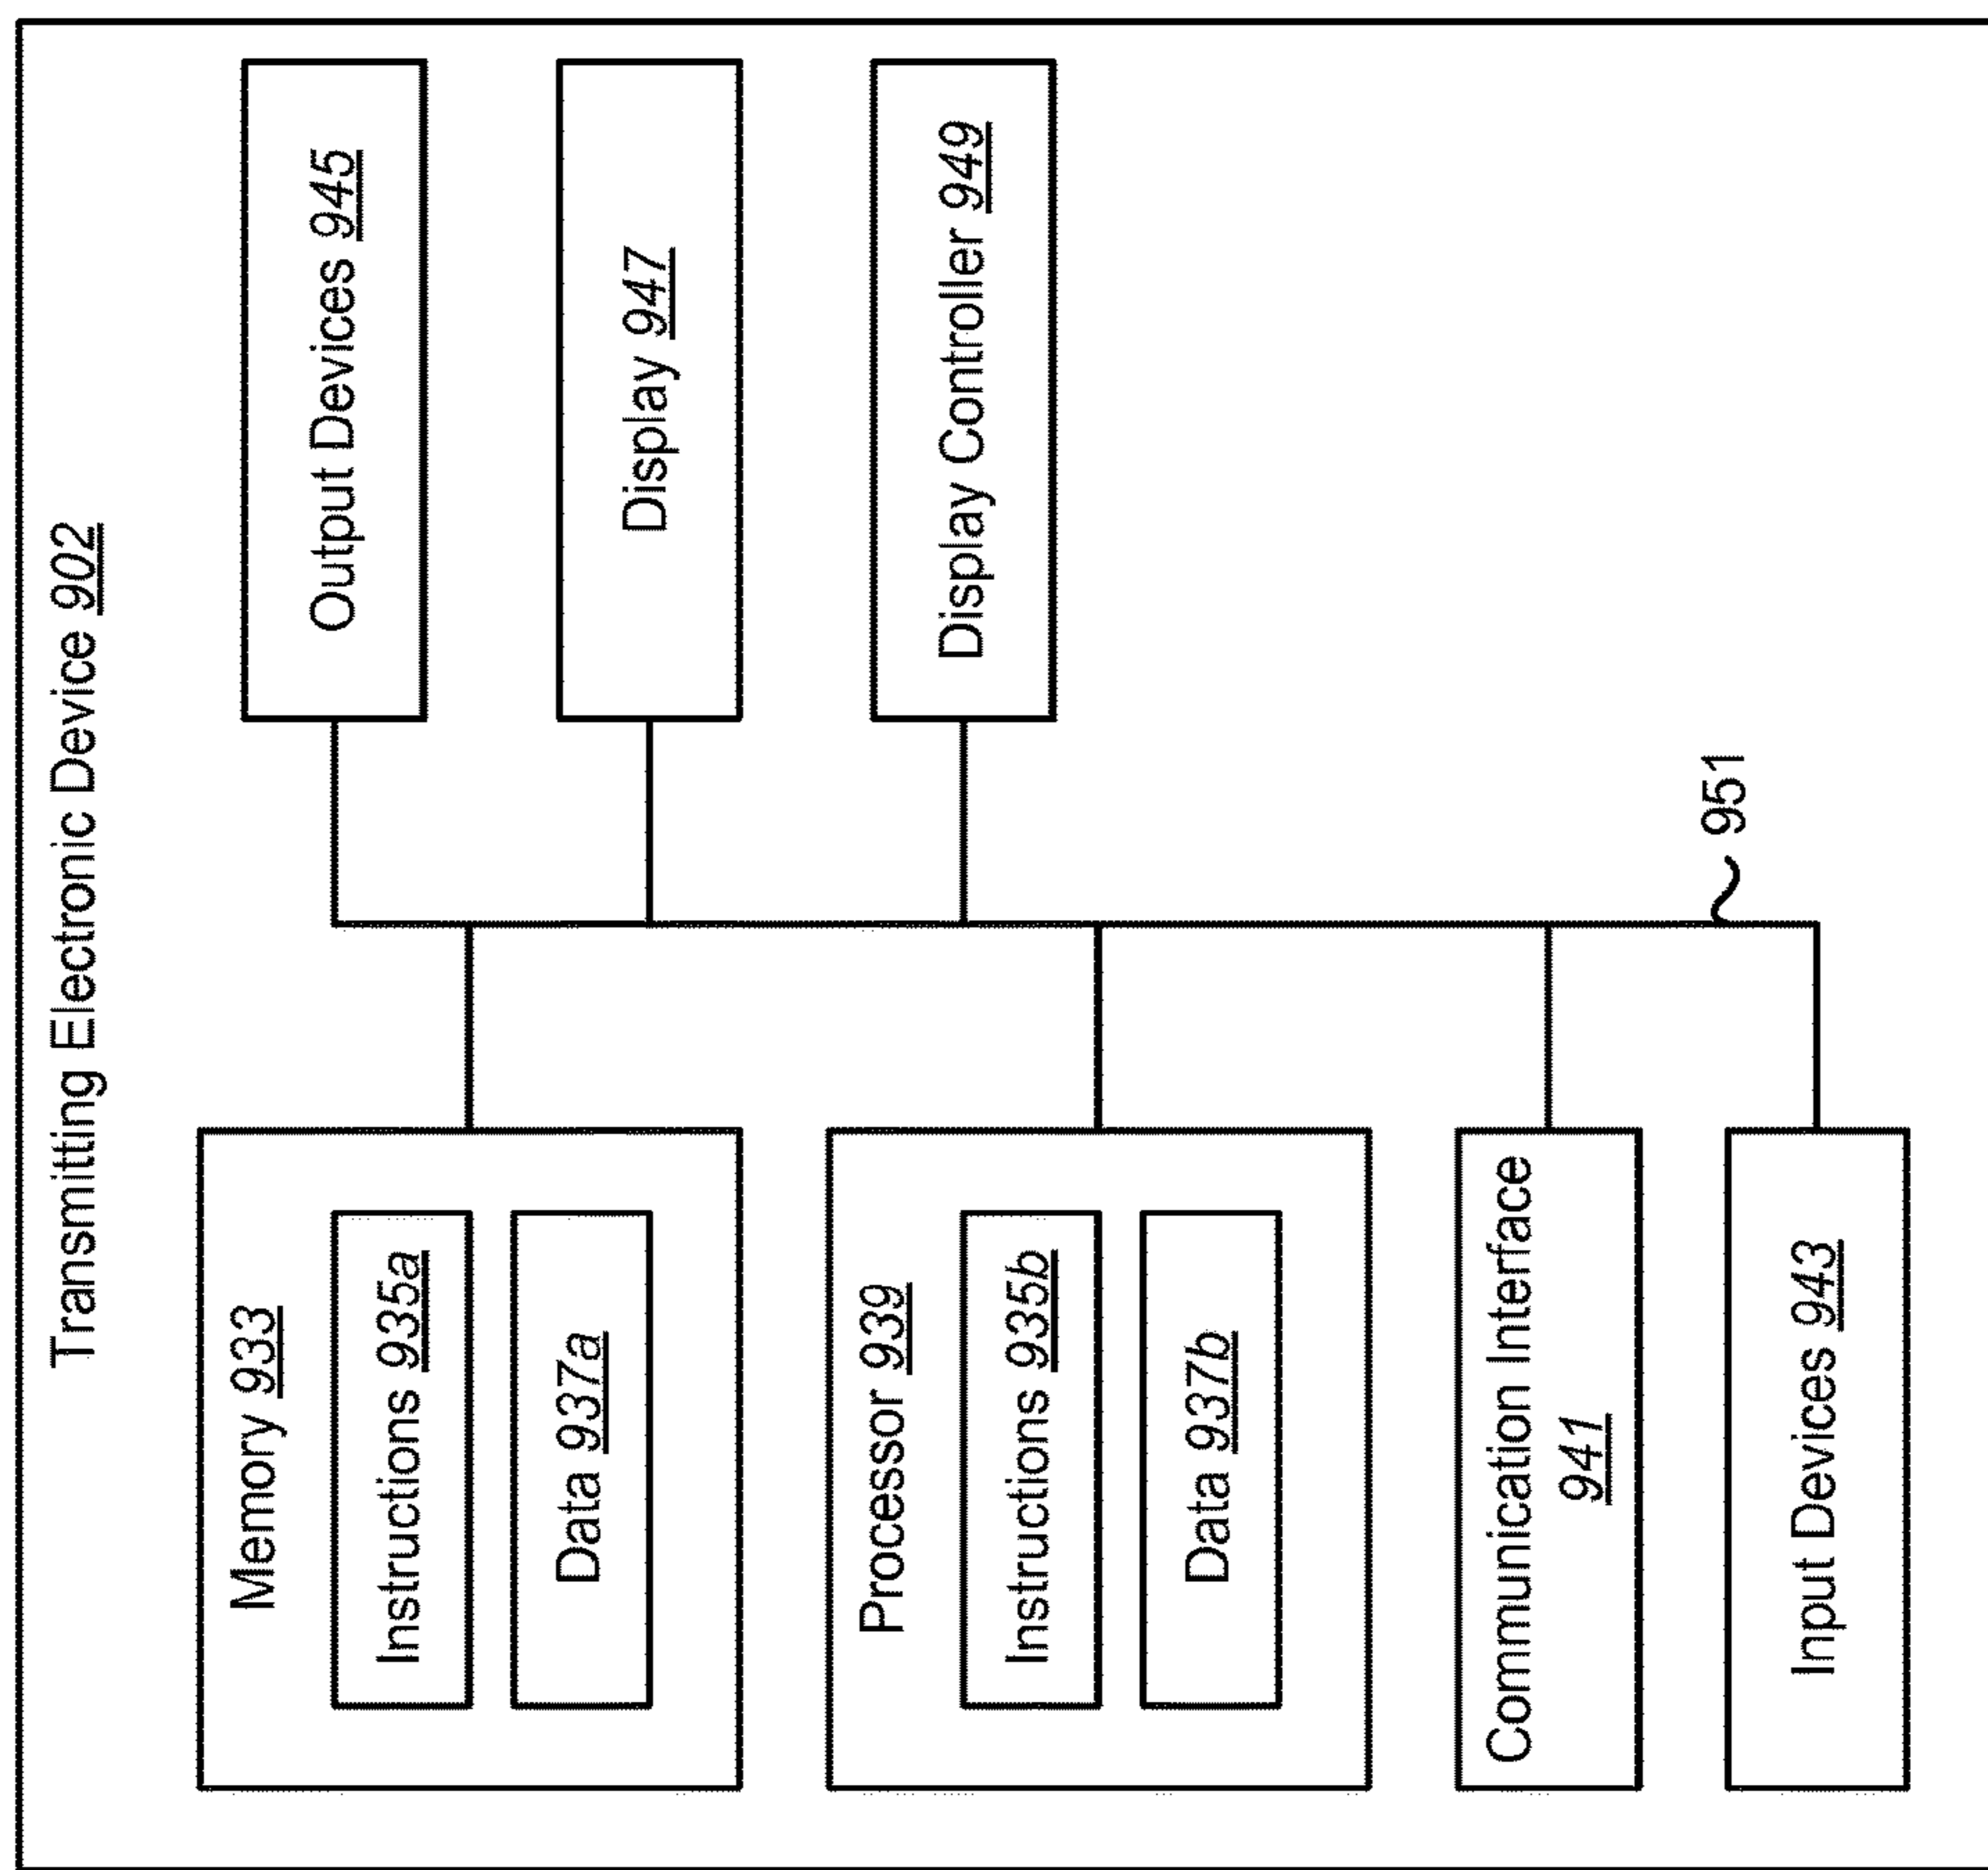 Transmitting Electronic Device 902
Memory 933
Instructions 935a
Data 937a
Processor 939
Instructions 935b
Data 937b
Communication Interface
941
Input Devices 943
Output Devices 945
Display 947
Display Controller 949
951